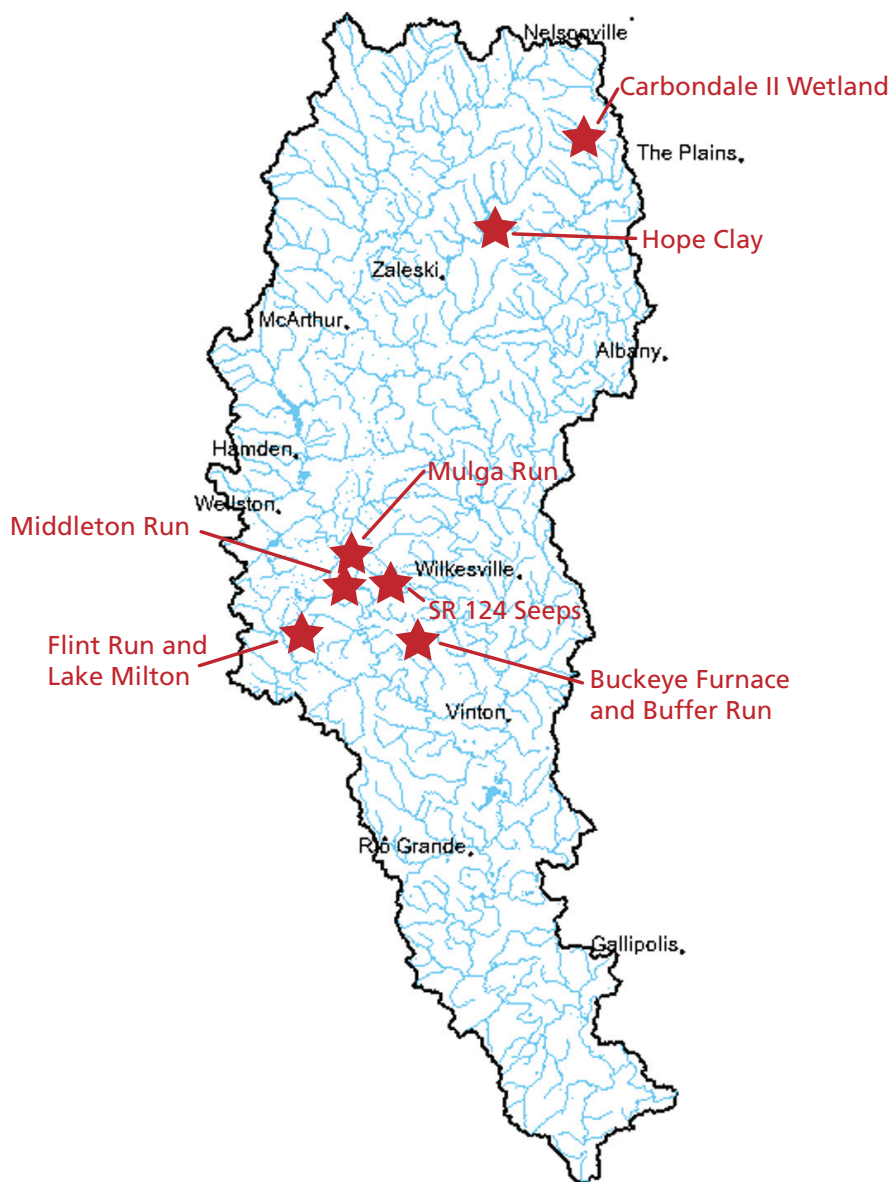 Nelsonville
Carbondale II Wetland
The Plains
Hope Clay
Zaleski
McArthur
Albany
Hamden
Mulga Run
Wellston
Middleton Run
Wilkesville
SR 124 Seeps
Flint Run and
Lake Milton
Buckeye Furnace
and Buffer Run
Vinton
Rio Grande
Gallipolis